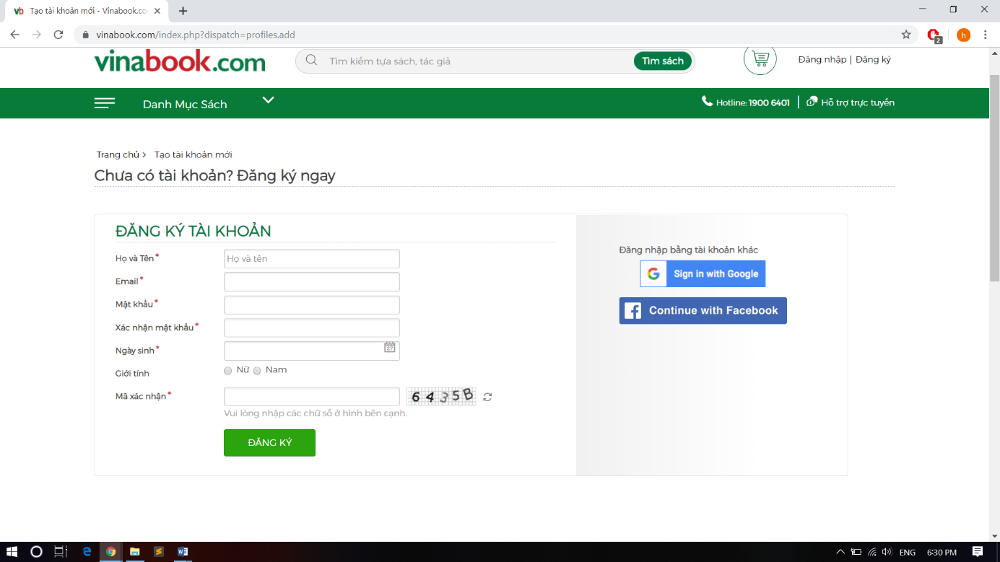 vb Tạo tài khoản mới - Vinabook.co
vinabook.com/index.php?dispatch=profiles.add
2
h
vinabook.com
Tìm kiếm tựa sách, tác giả
Tìm sách
Đăng nhập | Đăng ký
Danh Mục Sách
Hotline: 1900 6401
Hỗ trợ trực tuyến
Trang chủ > Tạo tài khoản mới
Chưa có tài khoản? Đăng ký ngay
ĐĂNG KÝ TÀI KHOẢN
Họ và Tên*
Họ và tên
Email*
Mật khẩu*
Xác nhận mật khẩu*
Ngày sinh*
27
Giới tính
Nữ Nam
Mã xác nhận*
6435B
Vui lòng nhập các chữ số ở hình bên cạnh.
ĐĂNG KÝ
Đăng nhập bằng tài khoản khác
G Sign in with Google
f Continue with Facebook
ENG 6:30 PM